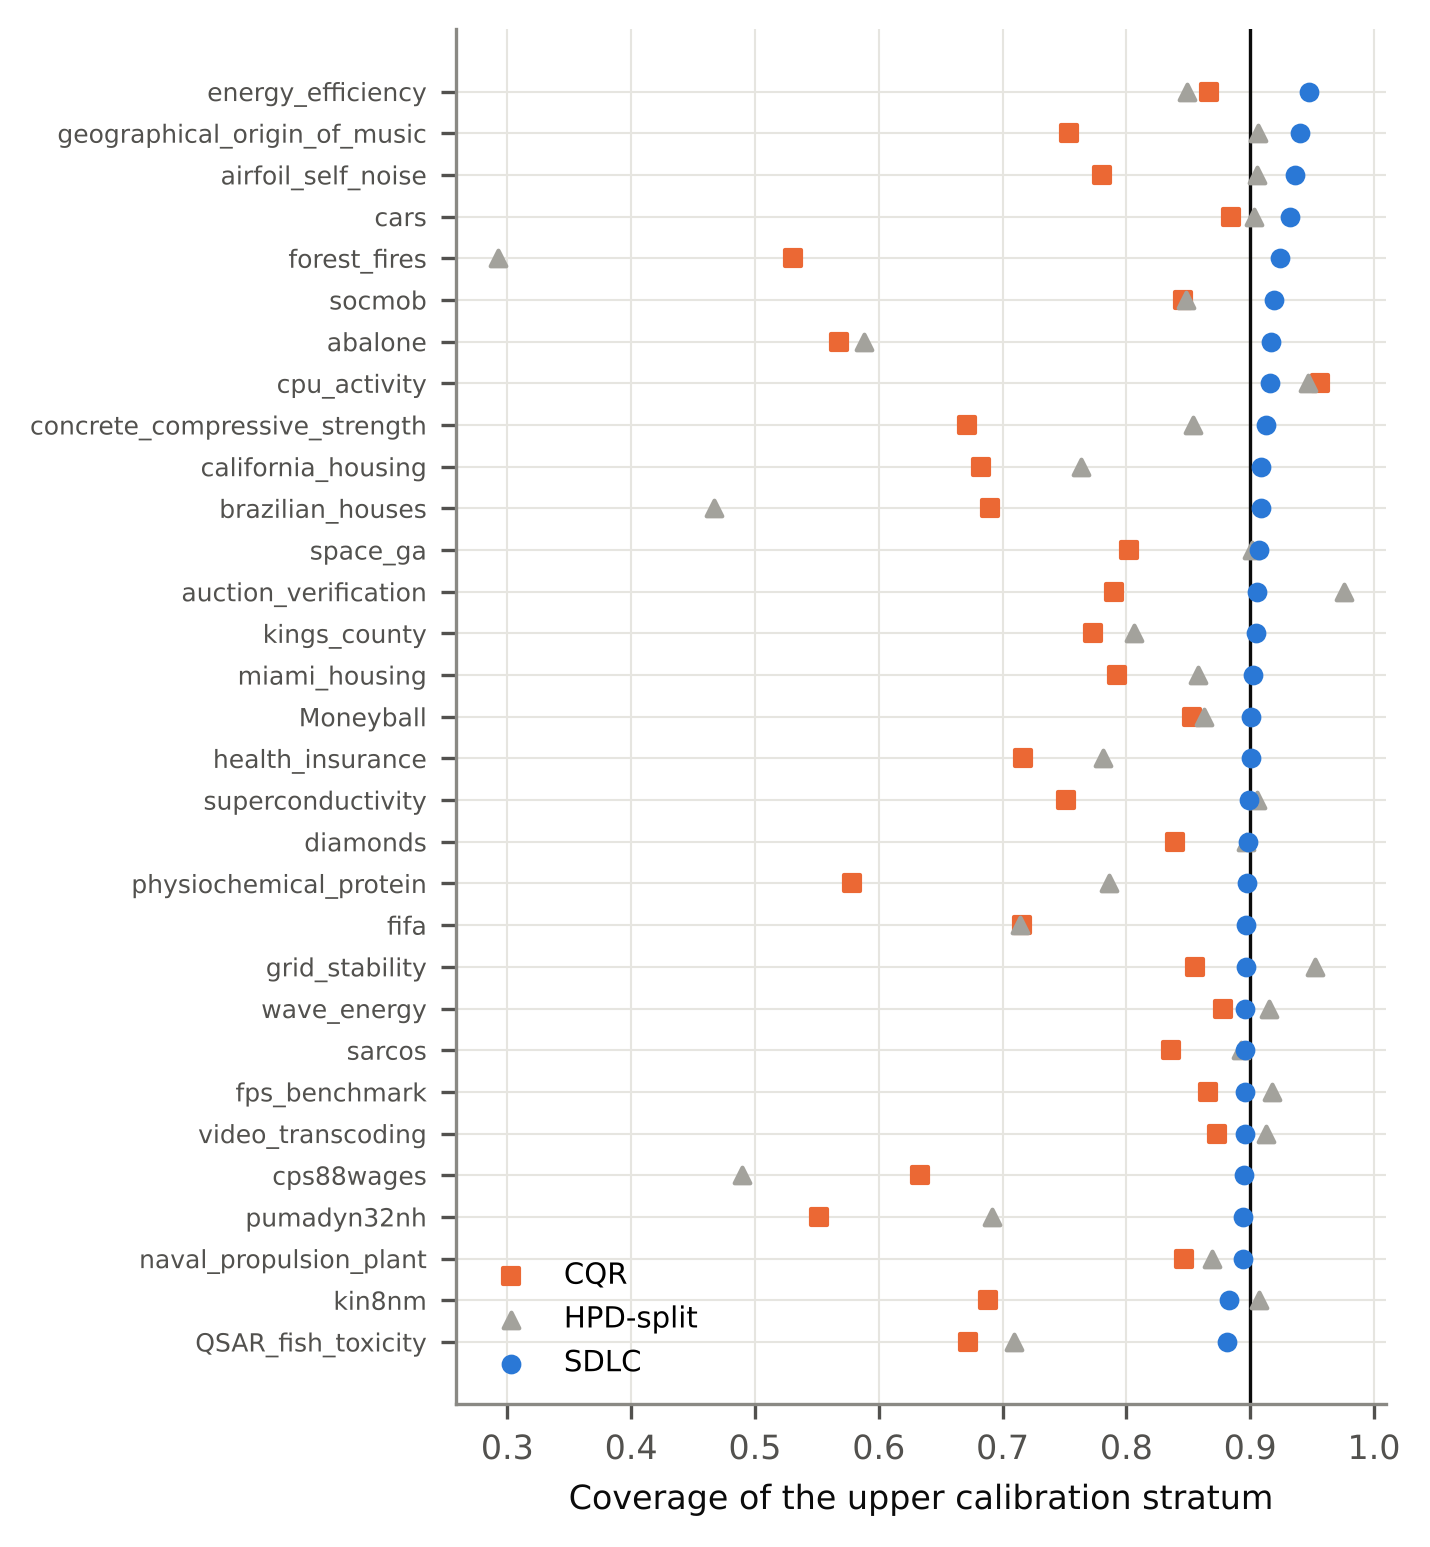 energy_efficiency
geographical_origin_of_music
airfoil_self_noise
cars
forest_fires
socmob
abalone
cpu_activity
concrete_compressive_strength
california_housing
brazilian_houses
space_ga
auction_verification
kings_county
miami_housing
Moneyball
health_insurance
superconductivity
diamonds
physiochemical_protein
fifa
grid_stability
wave_energy
sarcos
fps_benchmark
video_transcoding
cps88wages
pumadyn32nh
naval_propulsion_plant
kin8nm
QSAR_fish_toxicity
CQR
HPD-split
SDLC
0.3 0.4 0.5 0.6 0.7 0.8 0.9 1.0
Coverage of the upper calibration stratum